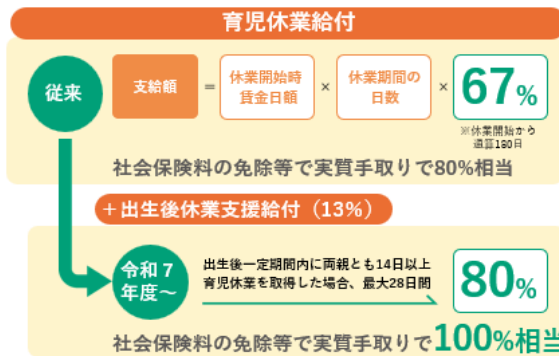 育児休業給付
従来
支給額 = 休業開始時賃金日額 × 休業期間の日数 × 67%
※休業開始から
通算180日
社会保険料の免除等で実質手取りで80%相当
＋出生後休業支援給付（13%）
令和7
年度～
出生後一定期間内に両親とも14日以上
育児休業を取得した場合、最大28日間
80%
社会保険料の免除等で実質手取りで100%相当